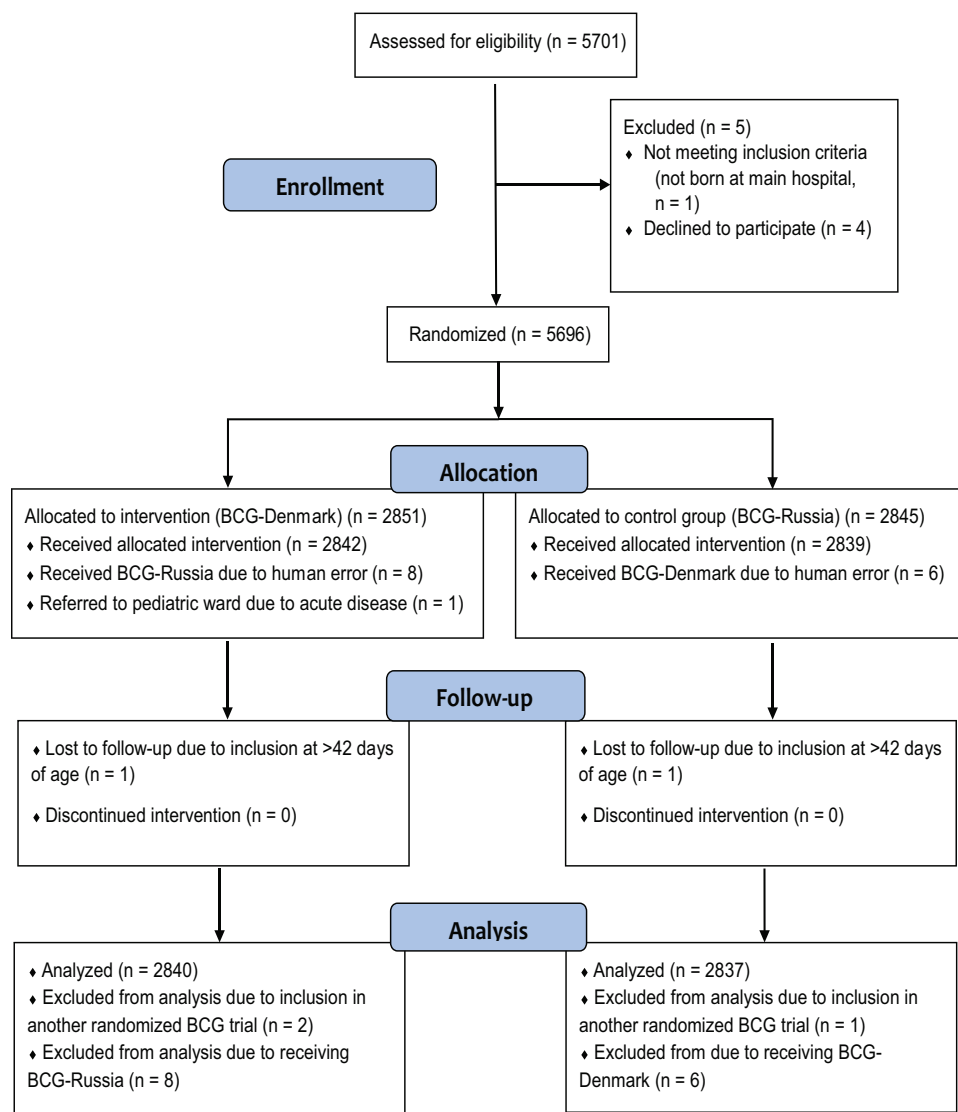 Assessed for eligibility (n = 5701)
Excluded (n = 5)
♦ Not meeting inclusion criteria
(not born at main hospital,
n = 1)
♦ Declined to participate (n = 4)
Enrollment
Randomized (n = 5696)
Allocation
Allocated to intervention (BCG-Denmark) (n = 2851)
♦ Received allocated intervention (n = 2842)
♦ Received BCG-Russia due to human error (n = 8)
♦ Referred to pediatric ward due to acute disease (n = 1)
Allocated to control group (BCG-Russia) (n = 2845)
♦ Received allocated intervention (n = 2839)
♦ Received BCG-Denmark due to human error (n = 6)
Follow-up
♦ Lost to follow-up due to inclusion at >42 days
of age (n = 1)
♦ Discontinued intervention (n = 0)
♦ Lost to follow-up due to inclusion at >42 days
of age (n = 1)
♦ Discontinued intervention (n = 0)
Analysis
♦ Analyzed (n = 2840)
♦ Excluded from analysis due to inclusion in
another randomized BCG trial (n = 2)
♦ Excluded from analysis due to receiving
BCG-Russia (n = 8)
♦ Analyzed (n = 2837)
♦ Excluded from analysis due to inclusion in
another randomized BCG trial (n = 1)
♦ Excluded from due to receiving BCG-
Denmark (n = 6)